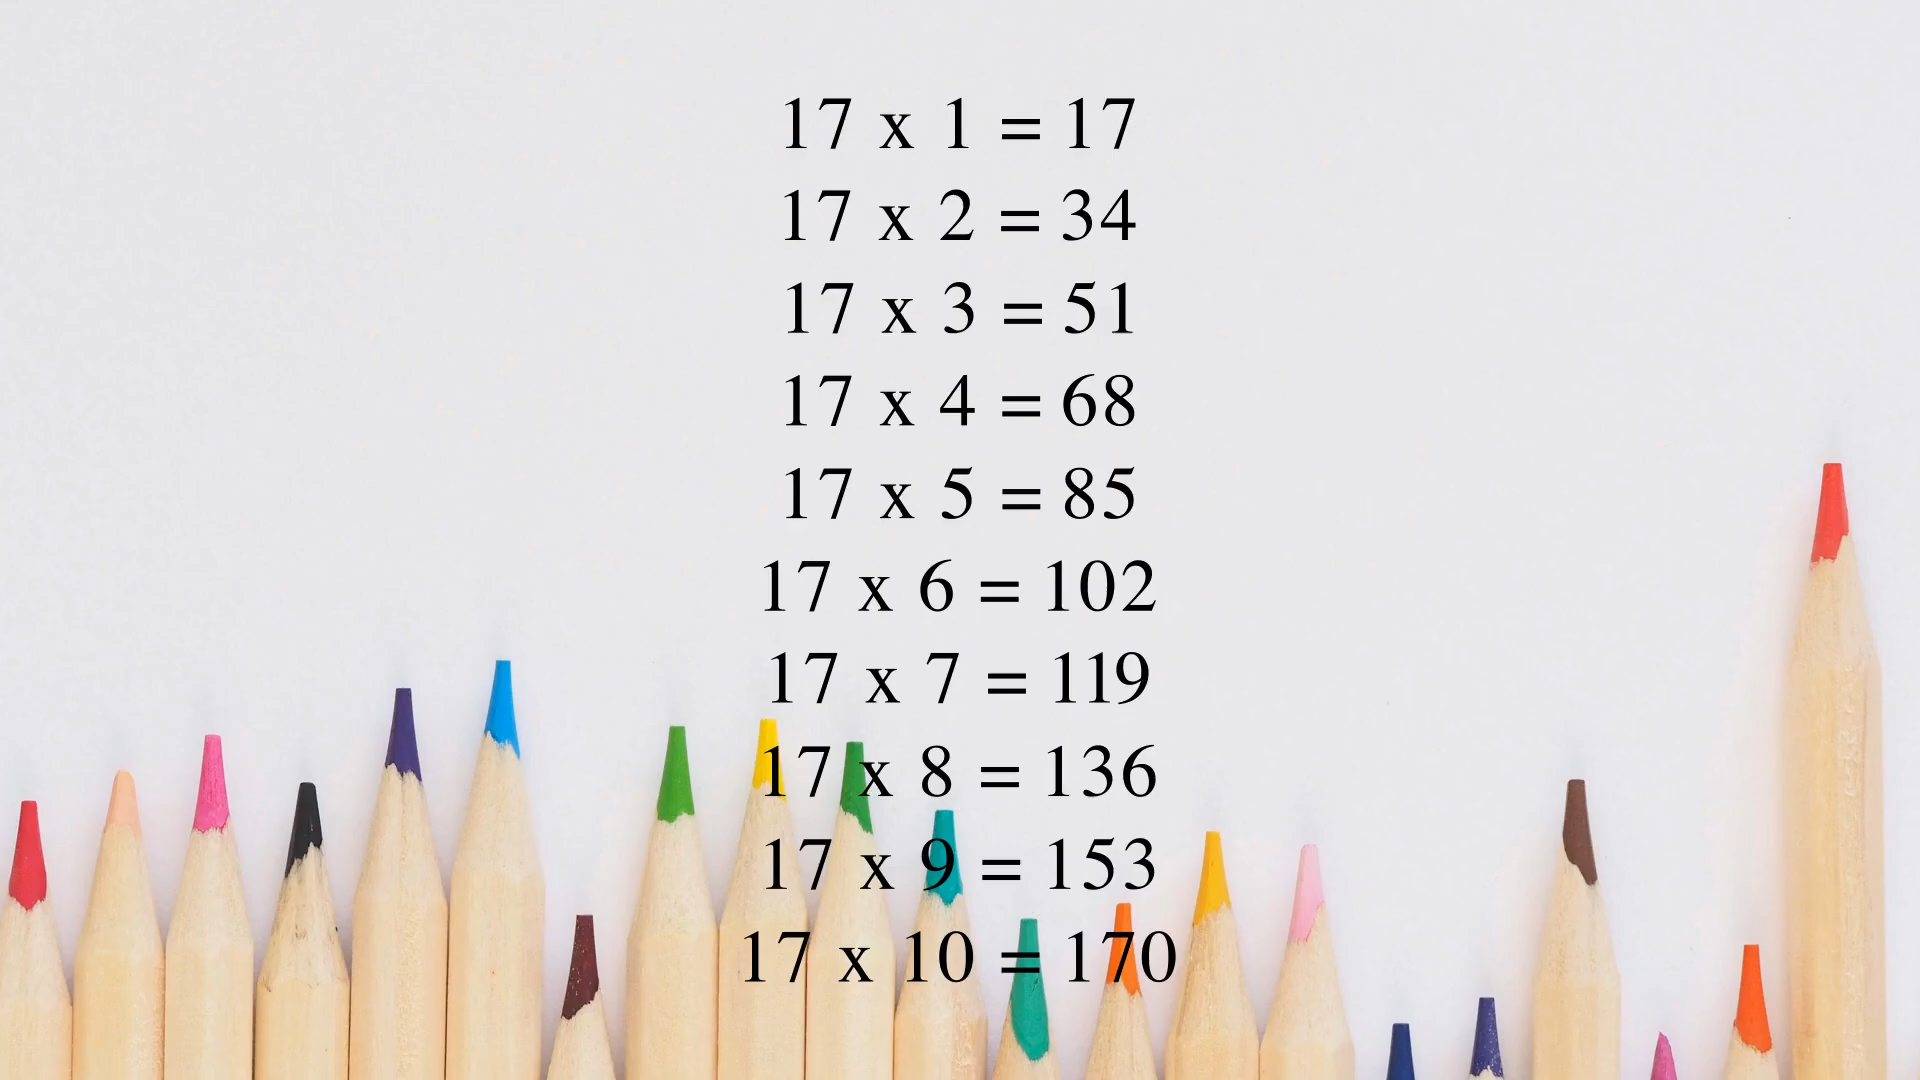 17 x 1 = 17
17 x 2 = 34
17 x 3 = 51
17 x 4 = 68
17 x 5 = 85
17 x 6 = 102
17 x 7 = 119
17 x 8 = 136
17 x 9 = 153
17 x 10 = 170